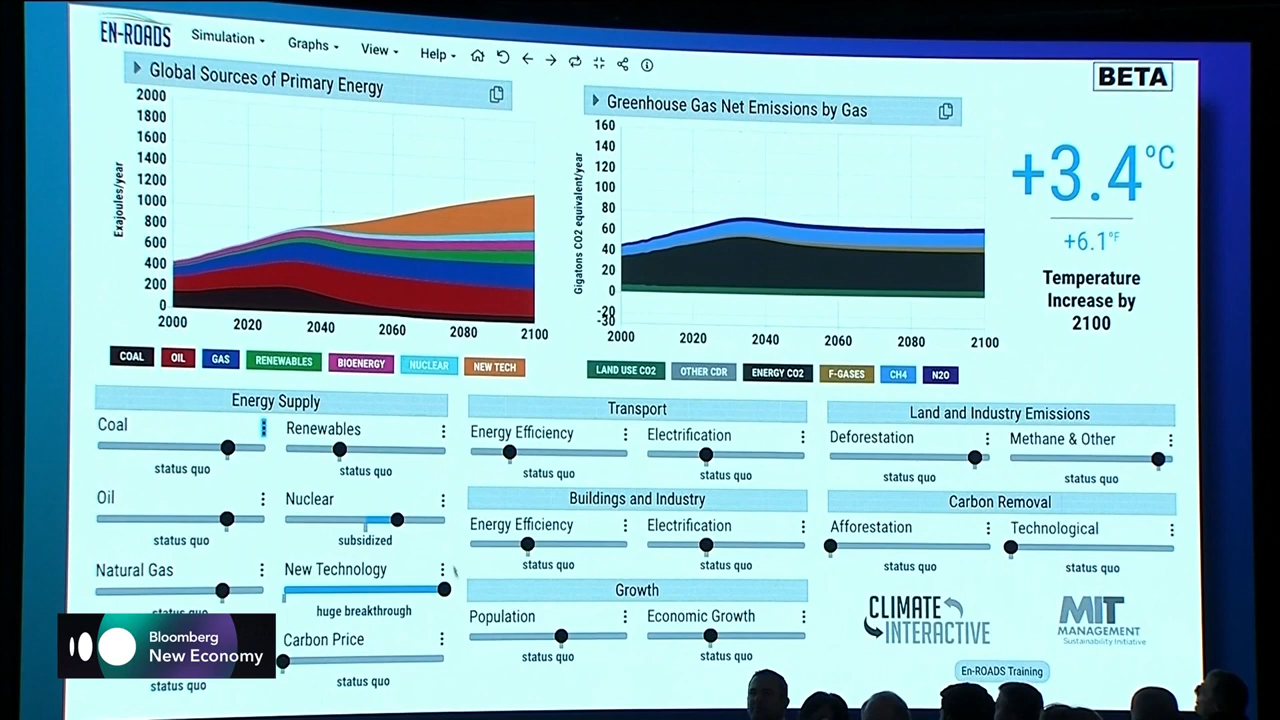 EN-ROADS
Simulation
Graphs
View
Help
BETA
Global Sources of Primary Energy
2000
1800
1600
1400
1200
1000
800
600
400
200
0
Exajoules/year
2000 2020 2040 2060 2080 2100
COAL OIL GAS RENEWABLES BIOENERGY NUCLEAR NEW TECH
Greenhouse Gas Net Emissions by Gas
160
140
120
100
80
60
40
20
0
-20
-30
Gigatons CO2 equivalent/year
2000 2020 2040 2060 2080 2100
LAND USE CO2 OTHER CDR ENERGY CO2 F-GASES CH4 N2O
+3.4°C
+6.1°F
Temperature
Increase by
2100
Energy Supply
Coal
status quo
Renewables
status quo
Oil
status quo
Nuclear
subsidized
Natural Gas
status quo
New Technology
huge breakthrough
Carbon Price
status quo
status quo
Transport
Energy Efficiency
status quo
Electrification
status quo
Buildings and Industry
Energy Efficiency
status quo
Electrification
status quo
Growth
Population
status quo
Economic Growth
status quo
Land and Industry Emissions
Deforestation
status quo
Methane & Other
status quo
Carbon Removal
Afforestation
status quo
Technological
status quo
CLIMATE
INTERACTIVE
MIT
MANAGEMENT
Sustainability Initiative
En-ROADS Training
Bloomberg
New Economy